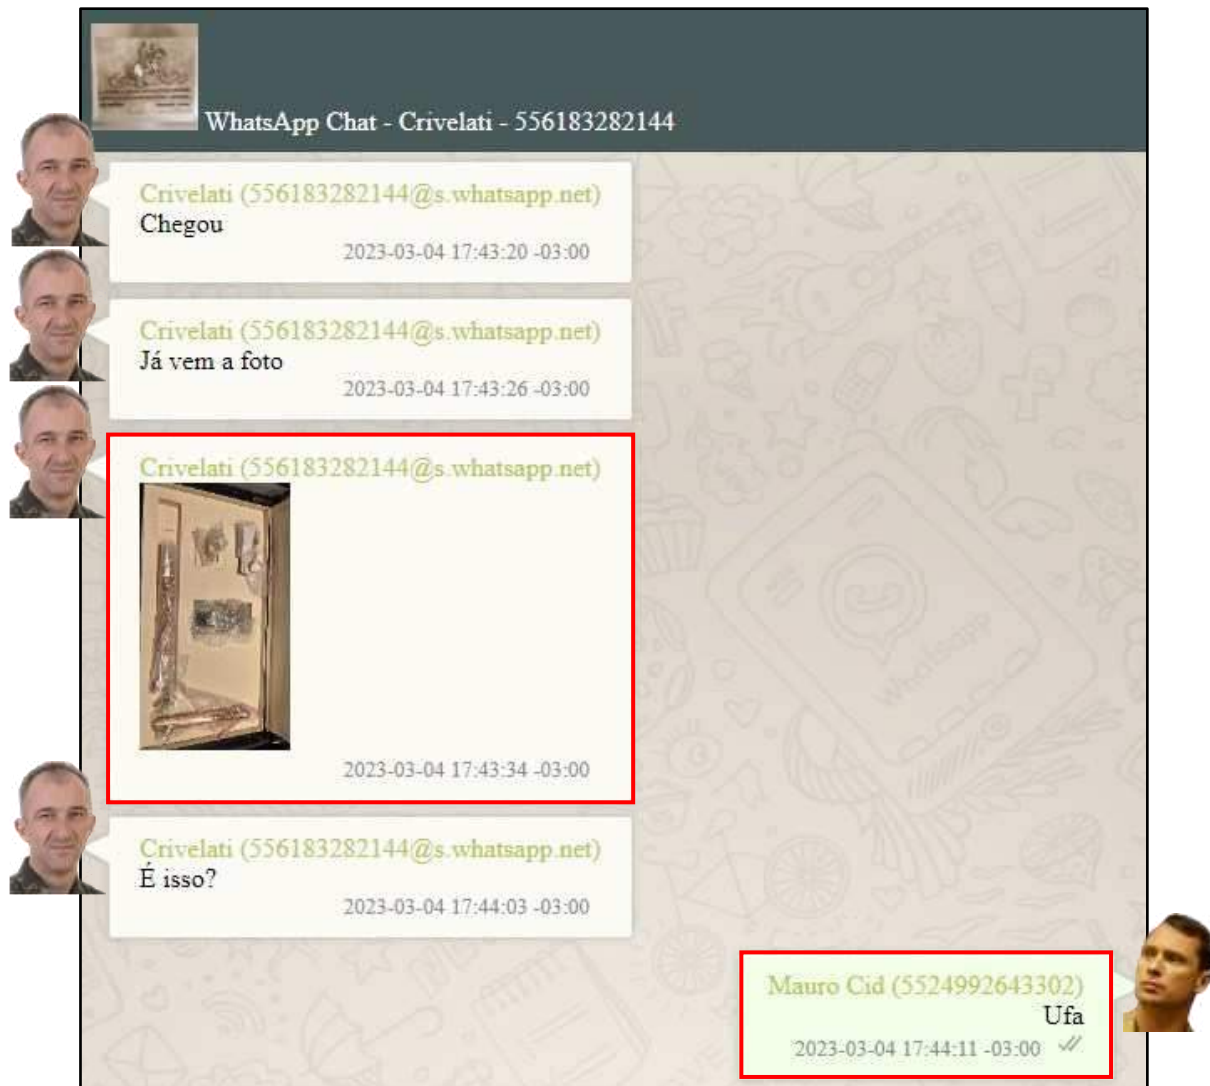 WhatsApp Chat - Crivelati - 556183282144
Crivelati (556183282144@s.whatsapp.net)
Chegou
2023-03-04 17:43:20 -03:00
Crivelati (556183282144@s.whatsapp.net)
Já vem a foto
2023-03-04 17:43:26 -03:00
Crivelati (556183282144@s.whatsapp.net)
2023-03-04 17:43:34 -03:00
Crivelati (556183282144@s.whatsapp.net)
É isso?
2023-03-04 17:44:03 -03:00
Whatsapp
Mauro Cid (5524992643302)
Ufa
2023-03-04 17:44:11 -03:00